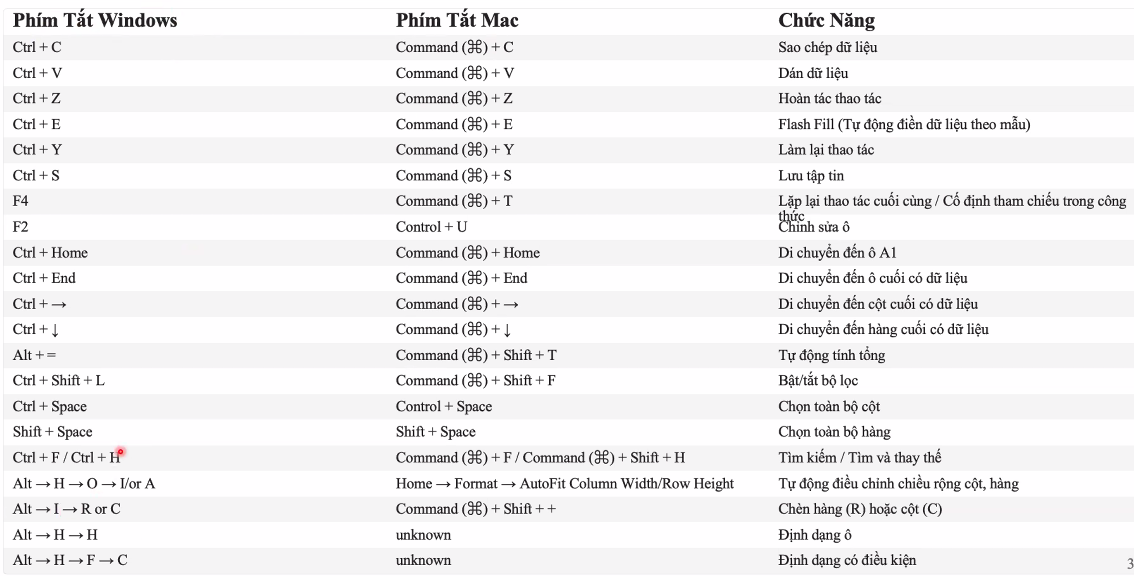 Phím Tắt Windows Phím Tắt Mac Chức Năng
Ctrl + C Command (⌘) + C Sao chép dữ liệu
Ctrl + V Command (⌘) + V Dán dữ liệu
Ctrl + Z Command (⌘) + Z Hoàn tác thao tác
Ctrl + E Command (⌘) + E Flash Fill (Tự động điền dữ liệu theo mẫu)
Ctrl + Y Command (⌘) + Y Làm lại thao tác
Ctrl + S Command (⌘) + S Lưu tập tin
F4 Command (⌘) + T Lặp lại thao tác cuối cùng / Cố định tham chiếu trong công
thức
F2 Control + U Chỉnh sửa ô
Ctrl + Home Command (⌘) + Home Di chuyển đến ô A1
Ctrl + End Command (⌘) + End Di chuyển đến ô cuối có dữ liệu
Ctrl + → Command (⌘) + → Di chuyển đến cột cuối có dữ liệu
Ctrl + ↓ Command (⌘) + ↓ Di chuyển đến hàng cuối có dữ liệu
Alt + = Command (⌘) + Shift + T Tự động tính tổng
Ctrl + Shift + L Command (⌘) + Shift + F Bật/tắt bộ lọc
Ctrl + Space Control + Space Chọn toàn bộ cột
Shift + Space Shift + Space Chọn toàn bộ hàng
Ctrl + F / Ctrl + H Command (⌘) + F / Command (⌘) + Shift + H Tìm kiếm / Tìm và thay thế
Alt → H → O → I/or A Home → Format → AutoFit Column Width/Row Height Tự động điều chỉnh chiều rộng cột, hàng
Alt → I → R or C Command (⌘) + Shift + + Chèn hàng (R) hoặc cột (C)
Alt → H → H unknown Định dạng ô
Alt → H → F → C unknown Định dạng có điều kiện
3